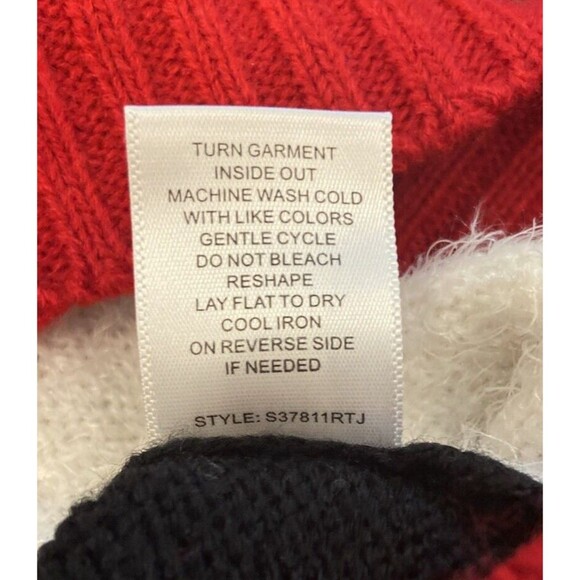 TURN GARMENT
INSIDE OUT
MACHINE WASH COLD
WITH LIKE COLORS
GENTLE CYCLE
DO NOT BLEACH
RESHAPE
LAY FLAT TO DRY
COOL IRON
ON REVERSE SIDE
IF NEEDED
STYLE: S37811RTJ